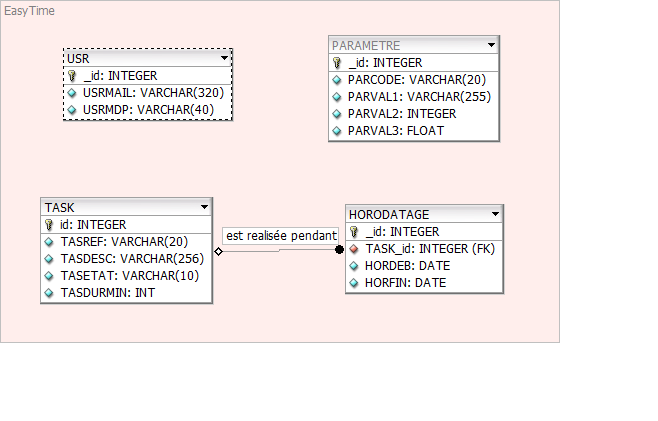 EasyTime
USR
_id: INTEGER
USRMAIL: VARCHAR(320)
USRMDP: VARCHAR(40)
PARAMETRE
_id: INTEGER
PARCODE: VARCHAR(20)
PARVAL1: VARCHAR(255)
PARVAL2: INTEGER
PARVAL3: FLOAT
TASK
id: INTEGER
TASREF: VARCHAR(20)
TASDESC: VARCHAR(256)
TASETAT: VARCHAR(10)
TASDURMIN: INT
est realisée pendant
HORODATAGE
_id: INTEGER
TASK_id: INTEGER (FK)
HORDEB: DATE
HORFIN: DATE